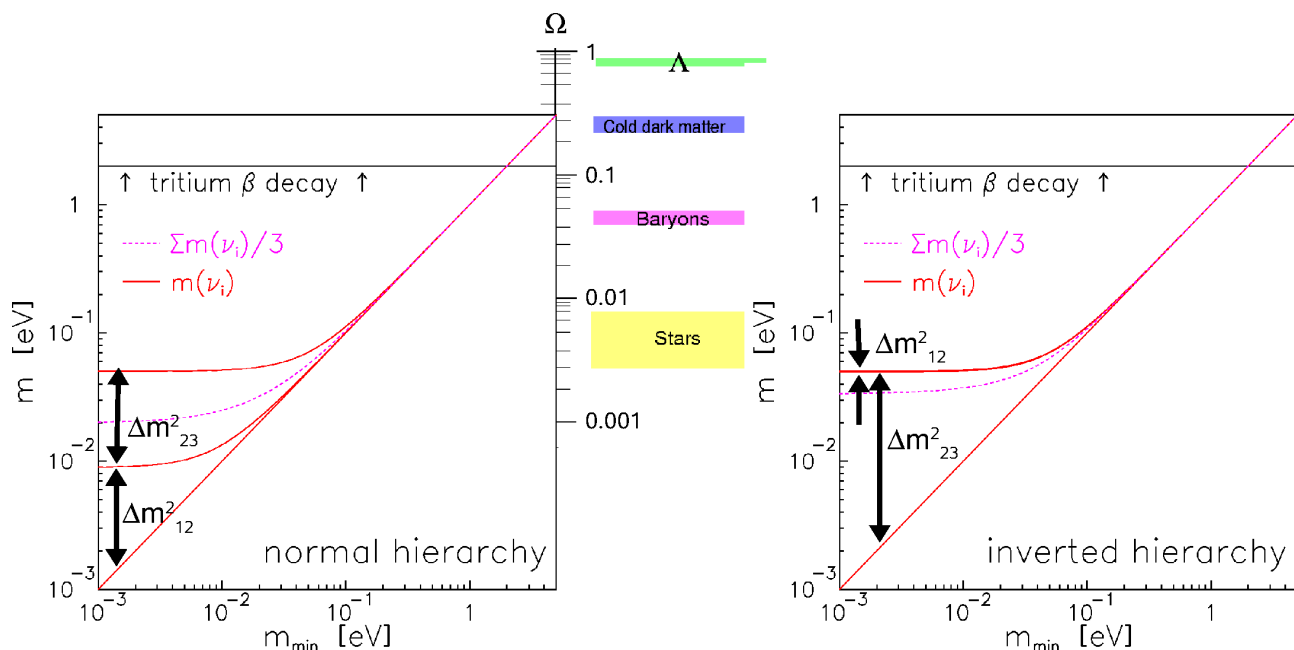 Ω
1
0.1
0.01
0.001
Λ
Cold dark matter
Baryons
Stars
↑ tritium β decay ↑
Σm(νᵢ)/3
m(νᵢ)
1
10⁻¹
10⁻²
10⁻³
m [eV]
Δm²₂₃
Δm²₁₂
normal hierarchy
10⁻³ 10⁻² 10⁻¹ 1
m_min [eV]
↑ tritium β decay ↑
Σm(νᵢ)/3
m(νᵢ)
1
10⁻¹
10⁻²
10⁻³
m [eV]
Δm²₁₂
Δm²₂₃
inverted hierarchy
10⁻³ 10⁻² 10⁻¹ 1
m_min [eV]